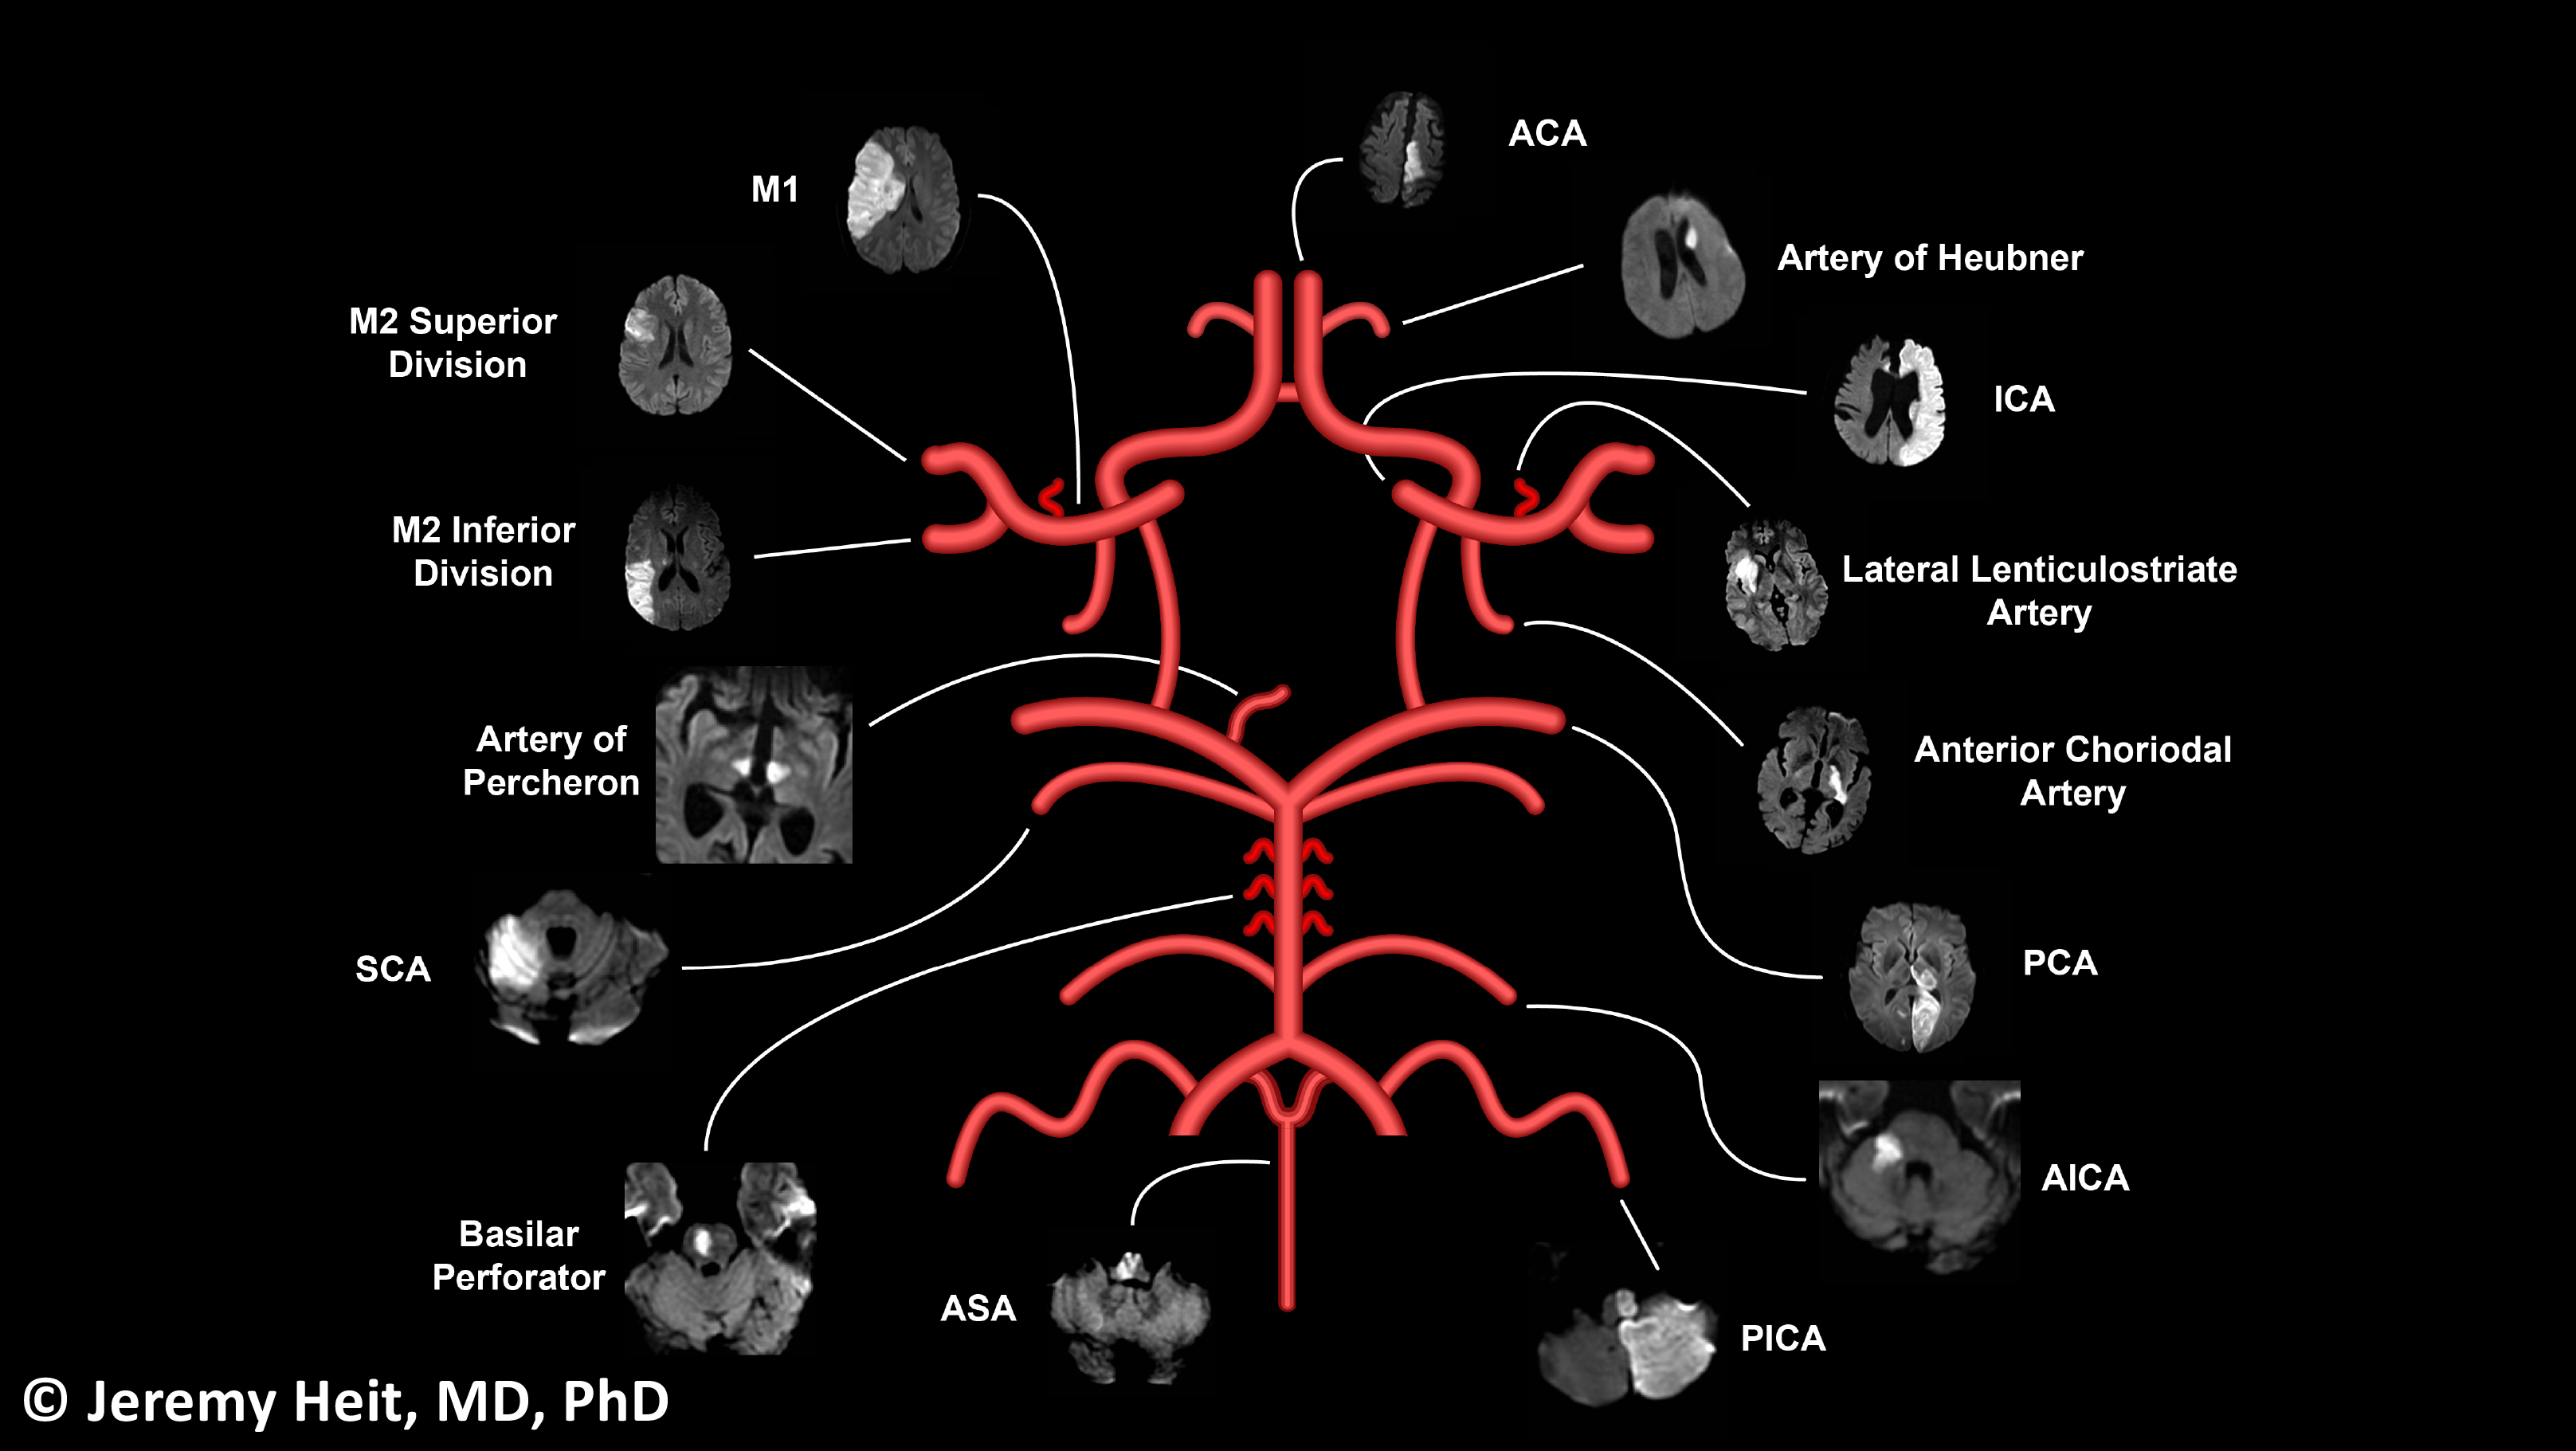 ACA
M1
Artery of Heubner
M2 Superior
Division
ICA
M2 Inferior
Division
Lateral Lenticulostriate
Artery
Artery of
Percheron
Anterior Choriodal
Artery
SCA
PCA
AICA
Basilar
Perforator
ASA
PICA
© Jeremy Heit, MD, PhD